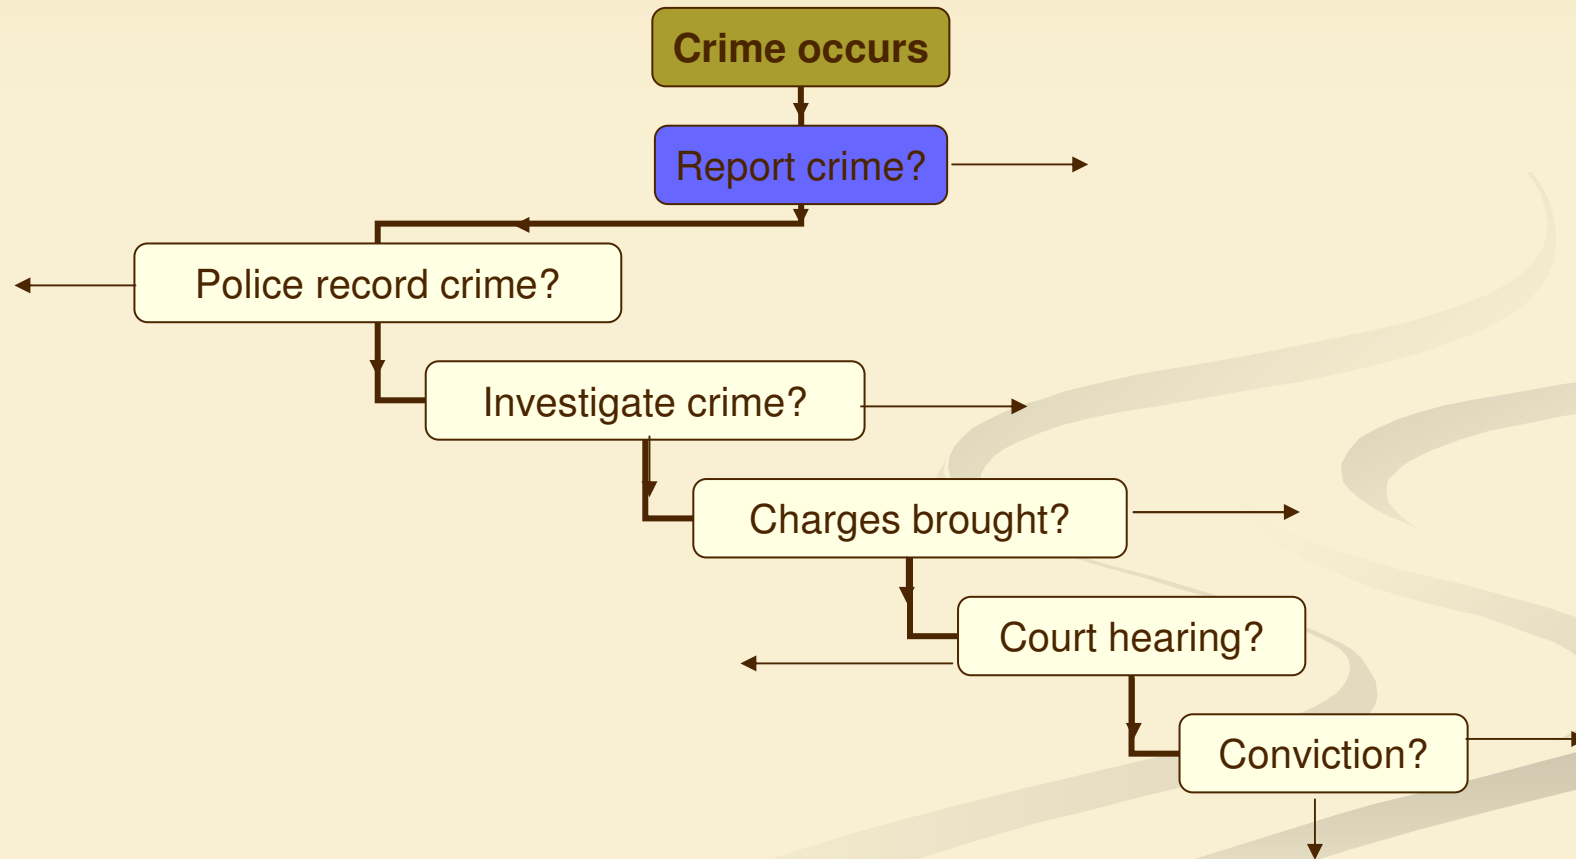 Crime occurs
Report crime?
Police record crime?
Investigate crime?
Charges brought?
Court hearing?
Conviction?